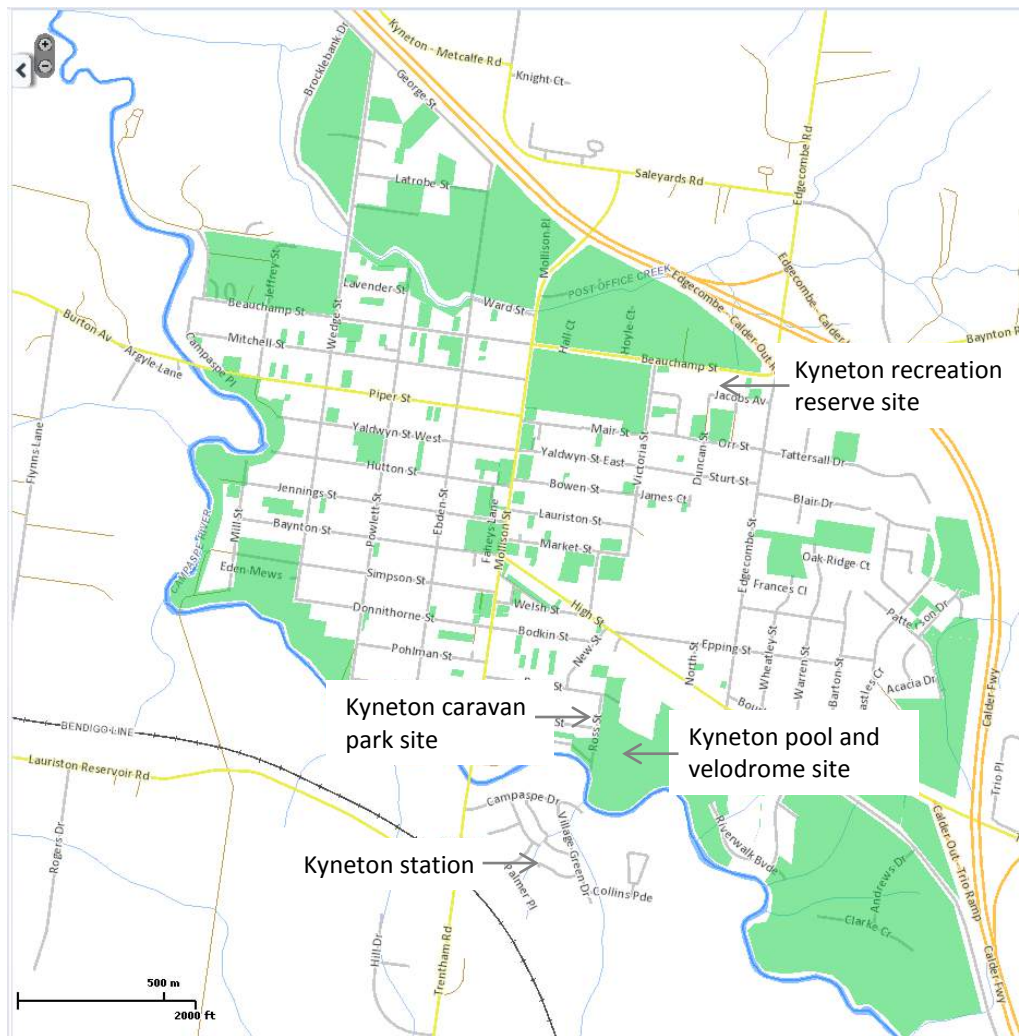 Brocklebank Dr
Kyneton - Metcalfe Rd
George St
Knight Ct
Edgecombe Rd
Saleyards Rd
Latrobe St
Mollison Pl
Jeffrey St
Lavender St
POST OFFICE CREEK
Edgecombe - Calder Out
Edgecombe - Calder
Ward St
Beauchamp St
Wedge St
Hall Ct
Hoyle Ct
Baynton R
Burton Av
Argyle Lane
Campaspe Pl
Mitchell St
Beauchamp St
Kyneton recreation
reserve site
Jacobs Av
Piper St
Flynns Lane
Yaldwyn St West
Mair St
Victoria St
Duncan St
Orr St
Tattersall Dr
Hutton St
Yaldwyn St East
Sturt St
Jennings St
Bowen St
James Ct
Blair Dr
Mill St
Powlett St
Ebden St
Faheys Lane
Mollison St
Lauriston St
Baynton St
Market St
Edgecombe St
CAMPASPE RIVER
Oak Ridge Ct
Eden Mews
Simpson St
Frances Cl
Patterson Dr
Donnithorne St
Welsh St
High St
Bodkin St
New St
Epping St
Pohlman St
North St
Wheatley St
Warren St
Barton St
Acacia Dr
Calder Fwy
St
Kyneton caravan
park site
St
Ross St
Kyneton pool and
velodrome site
BENDIGO LINE
Lauriston Reservoir Rd
Trio Pl
Campaspe Dr
Village Green Dr
Riverwalk Bvde
Calder Out - Trio Ramp
Rogers Dr
Kyneton station
Palmer Pl
Collins Pde
Andrews Dr
Clarke Cr
Hill Dr
Trentham Rd
Calder Fwy
500 m
2000 ft